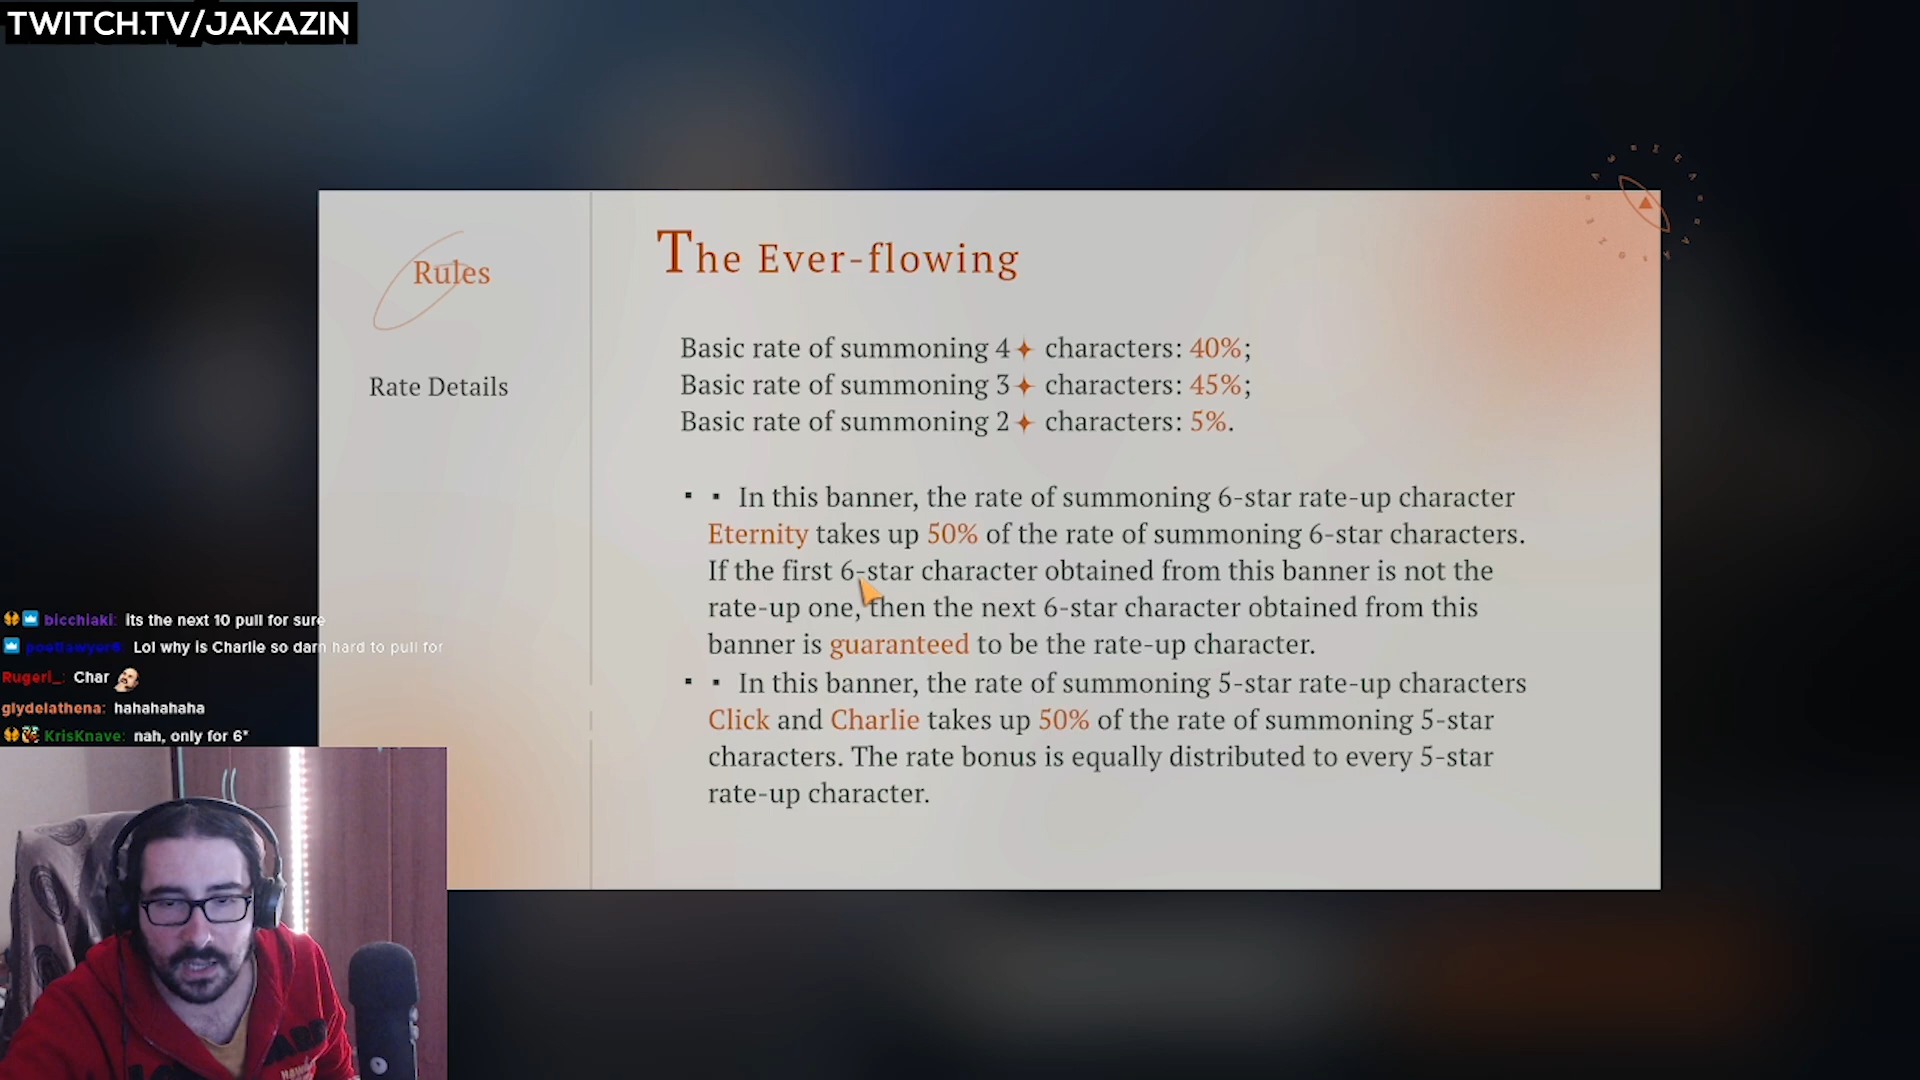 TWITCH.TV/JAKAZIN
Rules
Rate Details
The Ever-flowing
Basic rate of summoning 4✦ characters: 40%;
Basic rate of summoning 3✦ characters: 45%;
Basic rate of summoning 2✦ characters: 5%.
▪ ▪ In this banner, the rate of summoning 6-star rate-up character
Eternity takes up 50% of the rate of summoning 6-star characters.
If the first 6-star character obtained from this banner is not the
rate-up one, then the next 6-star character obtained from this
banner is guaranteed to be the rate-up character.
▪ ▪ In this banner, the rate of summoning 5-star rate-up characters
Click and Charlie takes up 50% of the rate of summoning 5-star
characters. The rate bonus is equally distributed to every 5-star
rate-up character.
bicchiaki: its the next 10 pull for sure
Lol why is Charlie so darn hard to pull for
Rugeri_: Char
glydelathena: hahahahaha
KrisKnave: nah, only for 6*